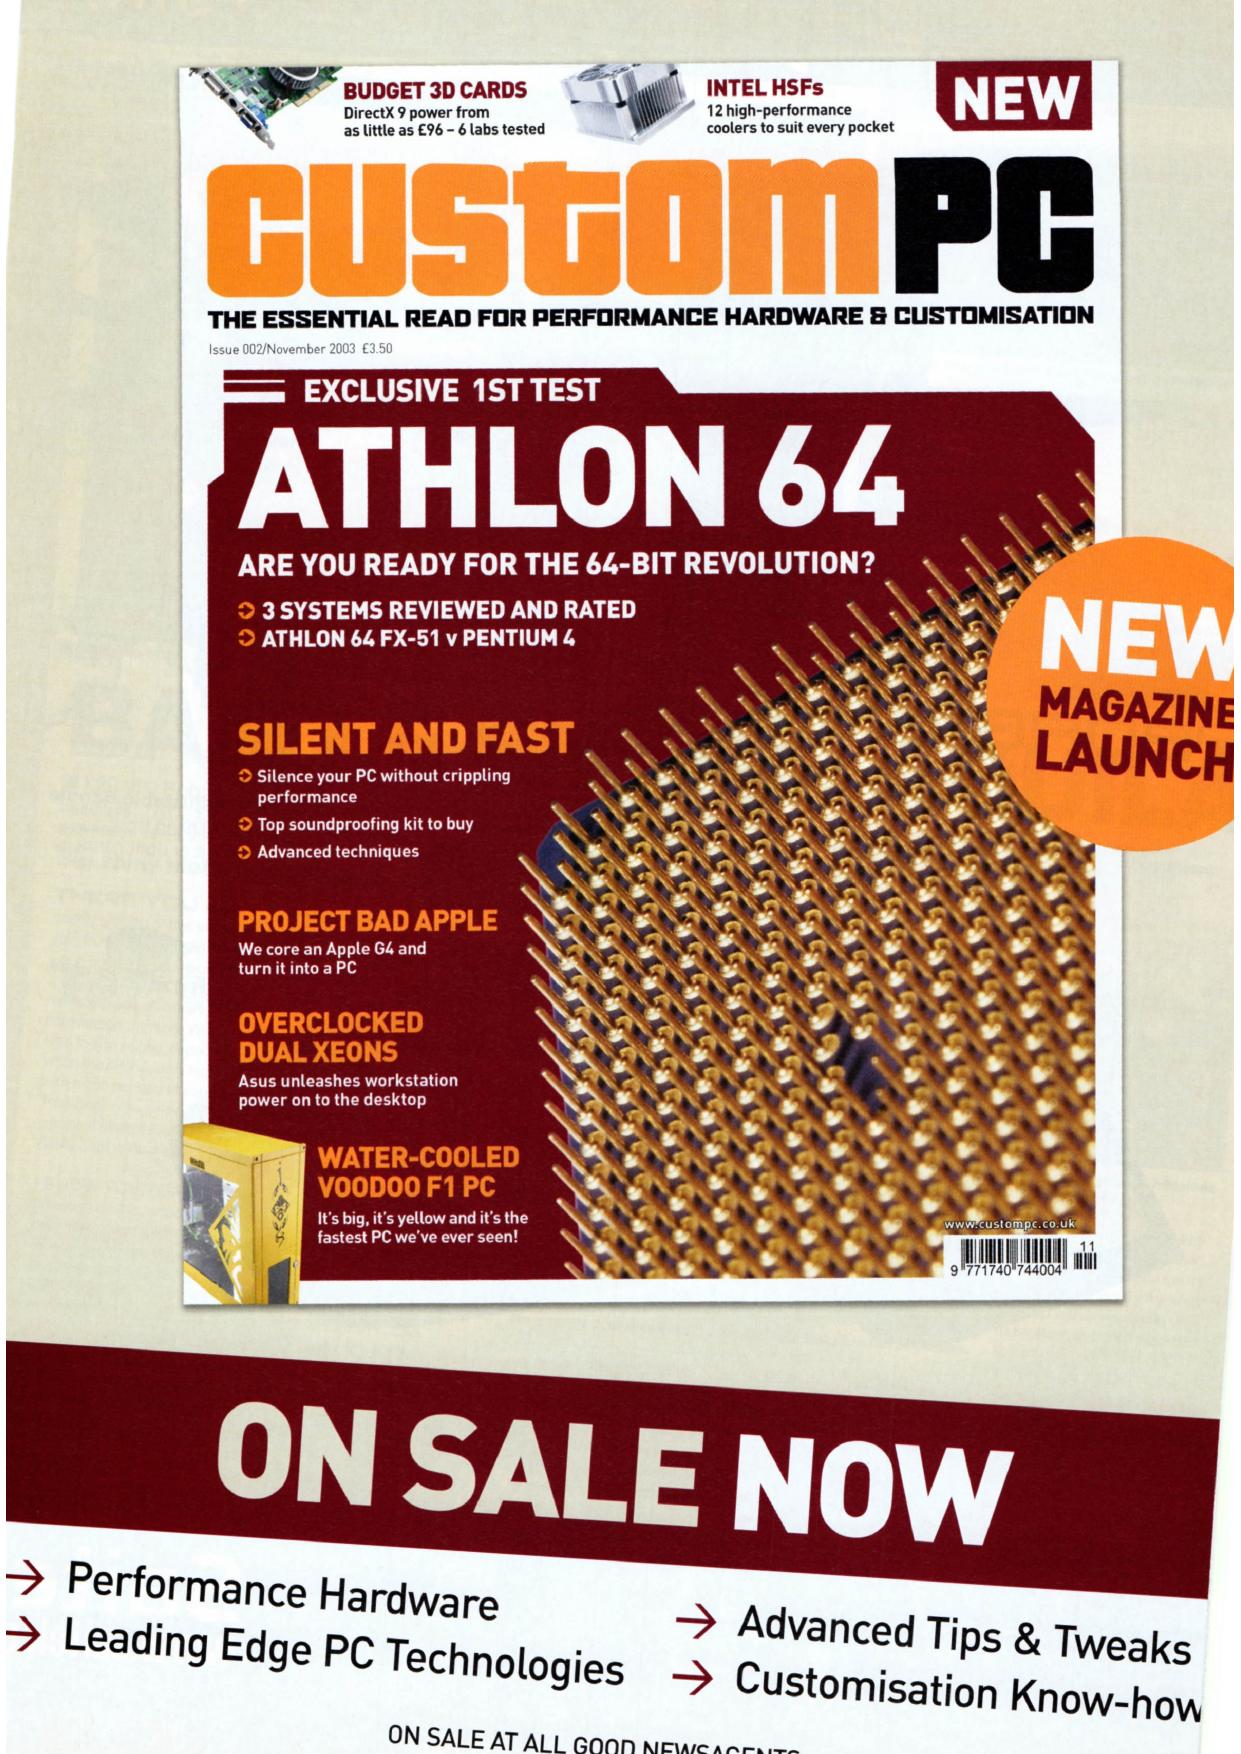 BUDGET 3D CARDS
DirectX 9 power from
as little as £96 – 6 labs tested
INTEL HSFs
12 high-performance
coolers to suit every pocket
NEW
CUSTOM PC
THE ESSENTIAL READ FOR PERFORMANCE HARDWARE & CUSTOMISATION
Issue 002/November 2003 £3.50
EXCLUSIVE 1ST TEST
ATHLON 64
ARE YOU READY FOR THE 64-BIT REVOLUTION?
3 SYSTEMS REVIEWED AND RATED
ATHLON 64 FX-51 v PENTIUM 4
NEW
MAGAZINE
LAUNCH
SILENT AND FAST
Silence your PC without crippling
performance
Top soundproofing kit to buy
Advanced techniques
PROJECT BAD APPLE
We core an Apple G4 and
turn it into a PC
OVERCLOCKED
DUAL XEONS
Asus unleashes workstation
power on to the desktop
WATER-COOLED
VOODOO F1 PC
It's big, it's yellow and it's the
fastest PC we've ever seen!
www.custompc.co.uk
11
9 771740 744004
ON SALE NOW
→ Performance Hardware
→ Leading Edge PC Technologies
→ Advanced Tips & Tweaks
→ Customisation Know-how
ON SALE AT ALL GOOD NEWSAGENTS